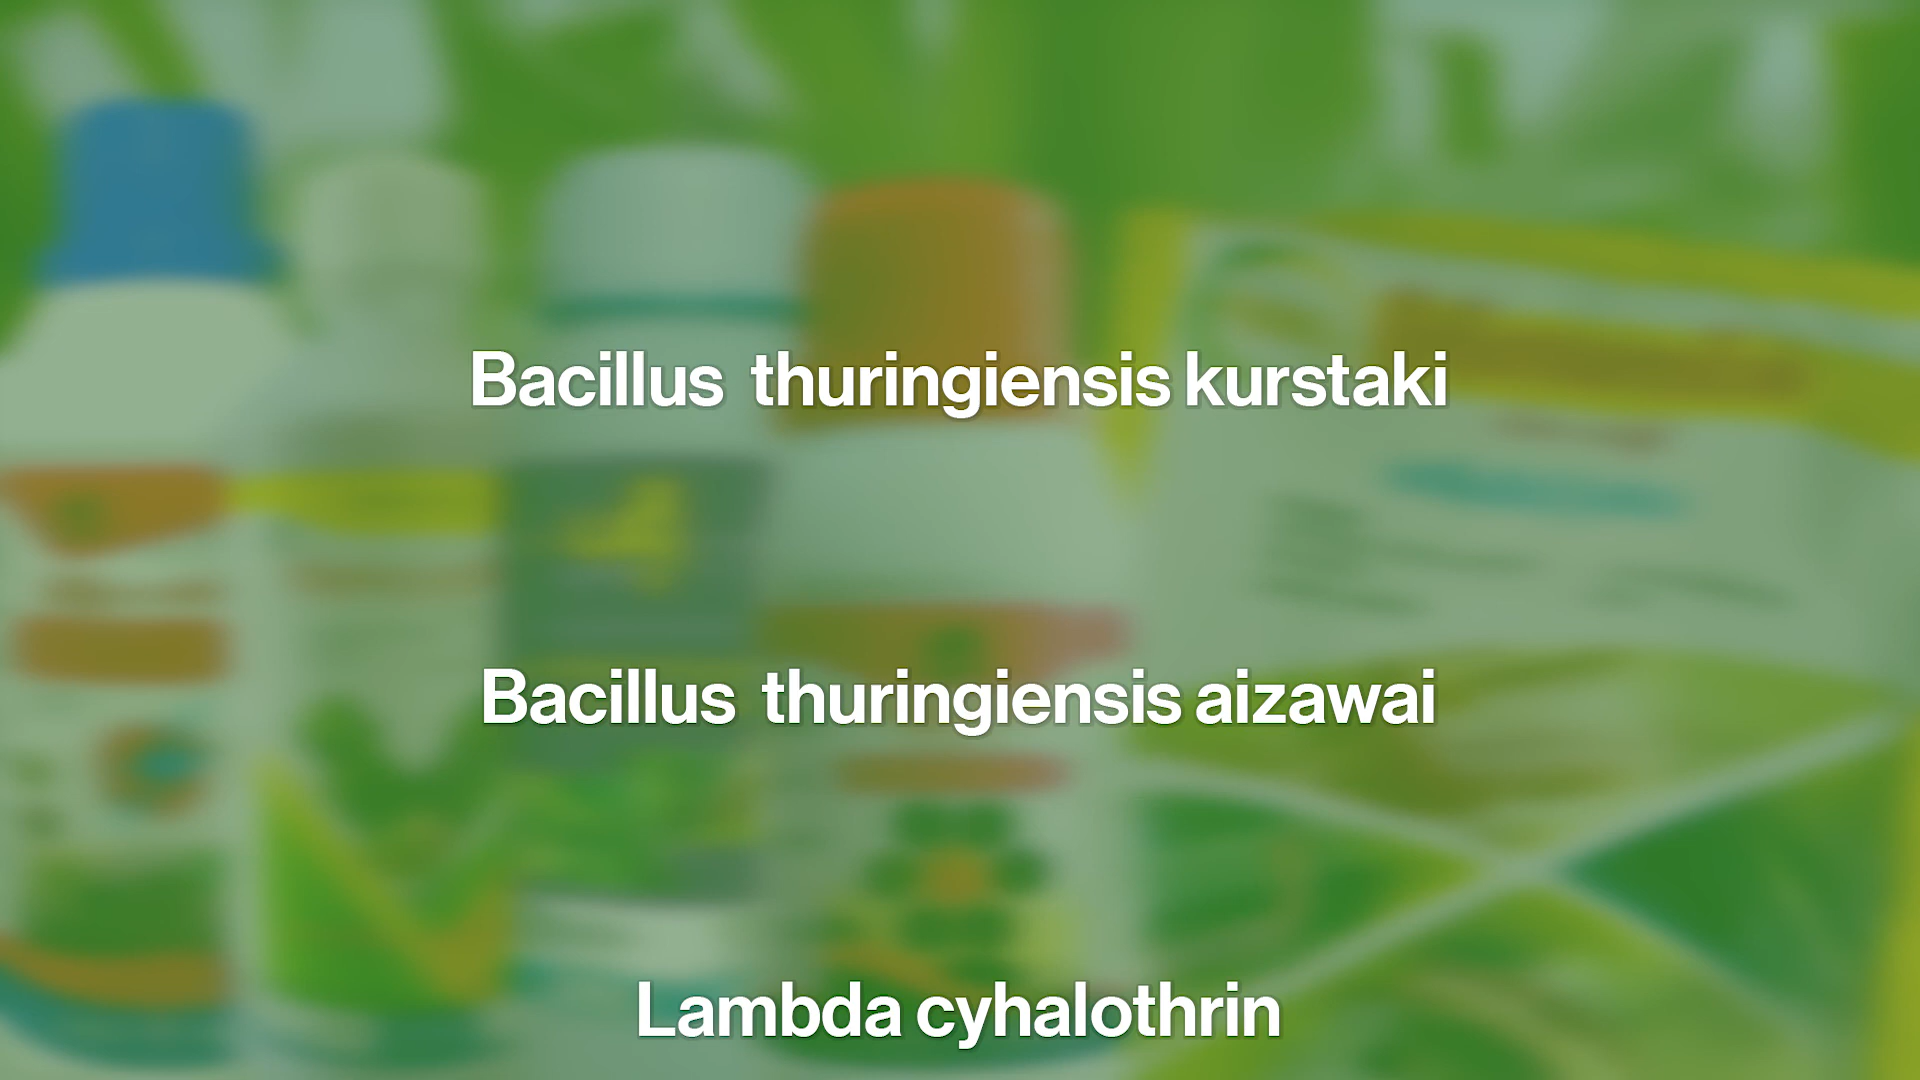 Bacillus  thuringiensis kurstaki
Bacillus  thuringiensis aizawai
Lambda cyhalothrin